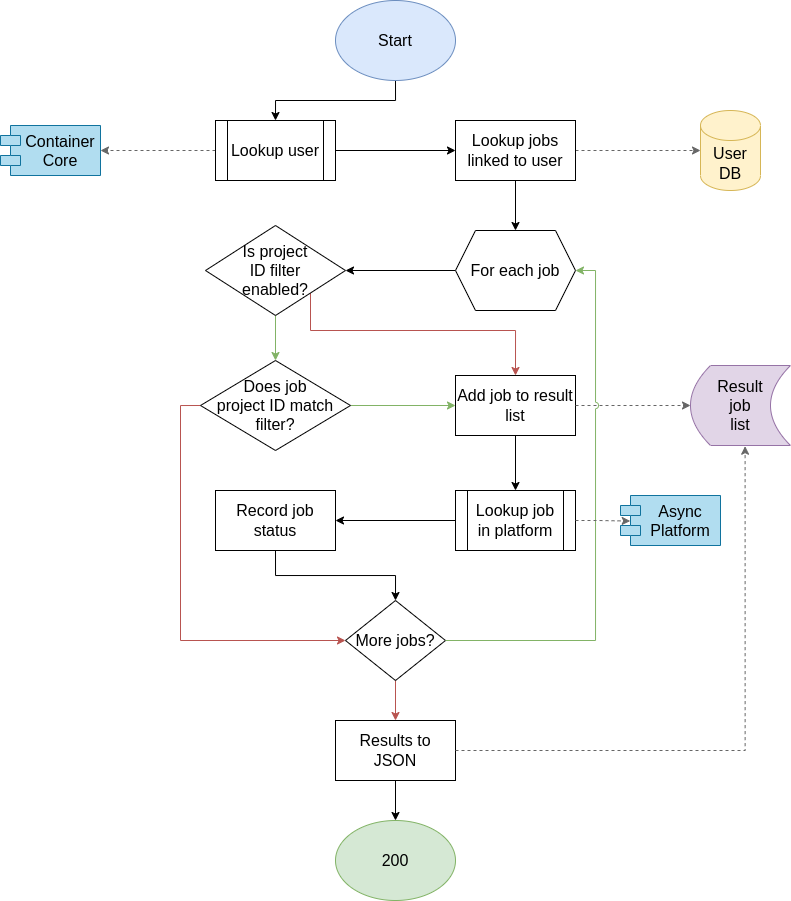 Start
Container
Core
Lookup user
Lookup jobs
linked to user
User
DB
Is project
ID filter
enabled?
For each job
Does job
project ID match
filter?
Add job to result
list
Result
job
list
Record job
status
Lookup job
in platform
Async
Platform
More jobs?
Results to
JSON
200